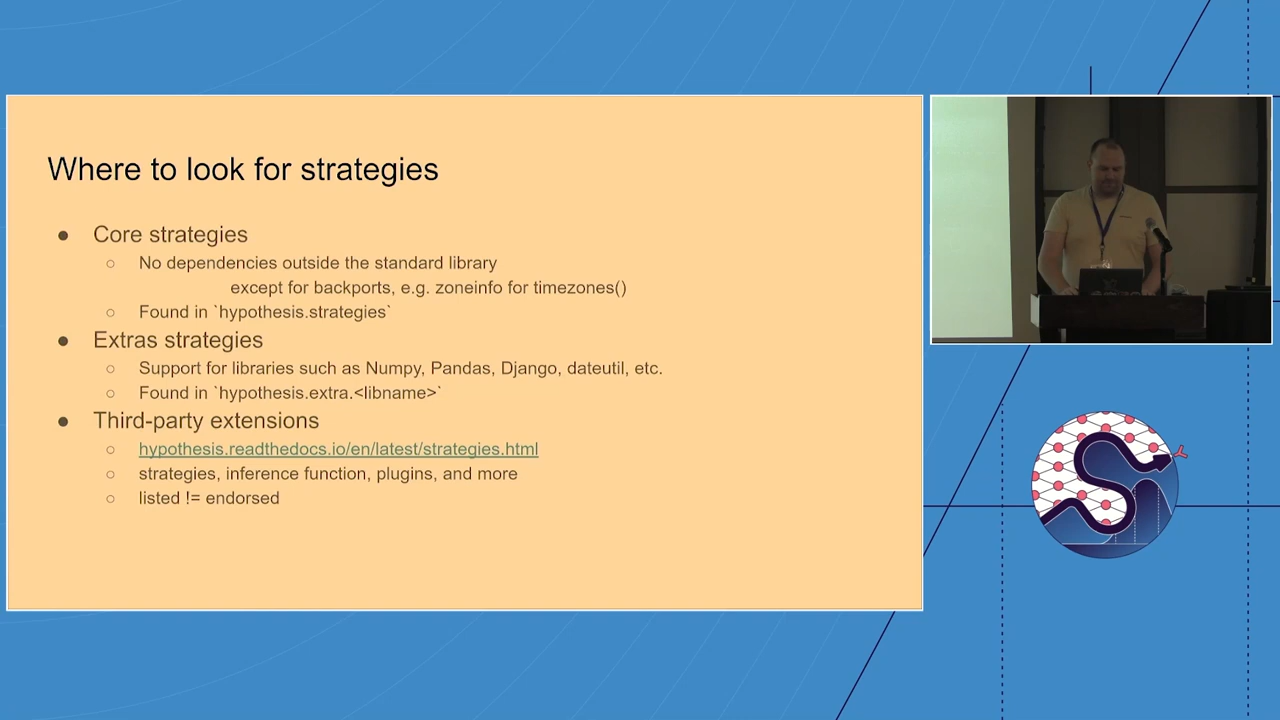 Where to look for strategies
● Core strategies
○ No dependencies outside the standard library
except for backports, e.g. zoneinfo for timezones()
○ Found in `hypothesis.strategies`
● Extras strategies
○ Support for libraries such as Numpy, Pandas, Django, dateutil, etc.
○ Found in `hypothesis.extra.<libname>`
● Third-party extensions
○ hypothesis.readthedocs.io/en/latest/strategies.html
○ strategies, inference function, plugins, and more
○ listed != endorsed